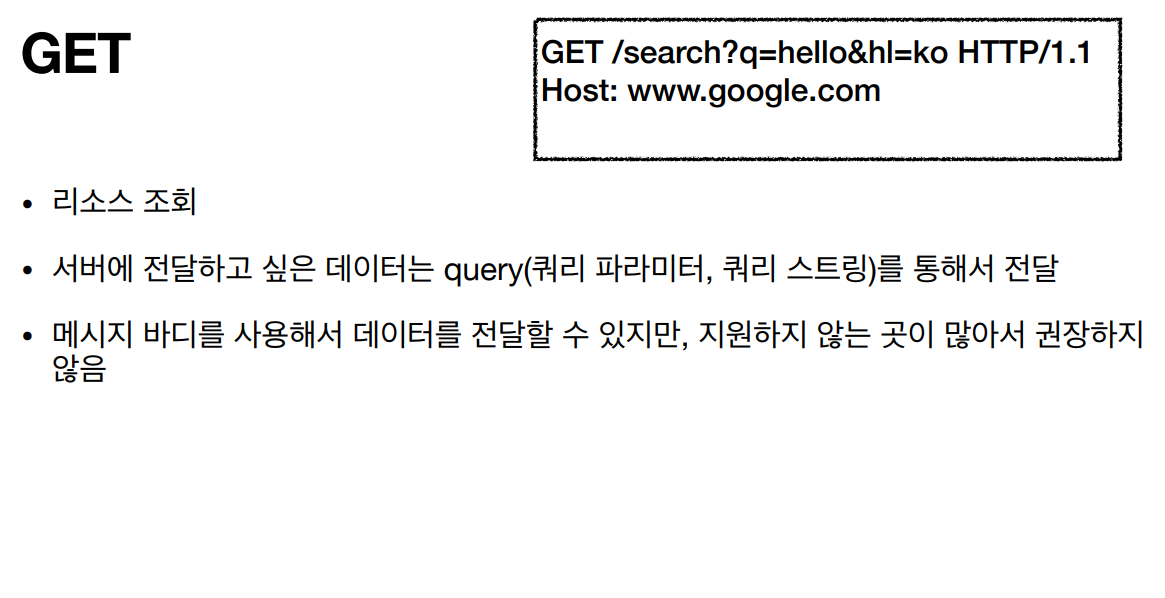 GET
GET /search?q=hello&hl=ko HTTP/1.1
Host: www.google.com
• 리소스 조회
• 서버에 전달하고 싶은 데이터는 query(쿼리 파라미터, 쿼리 스트링)를 통해서 전달
• 메시지 바디를 사용해서 데이터를 전달할 수 있지만, 지원하지 않는 곳이 많아서 권장하지
않음